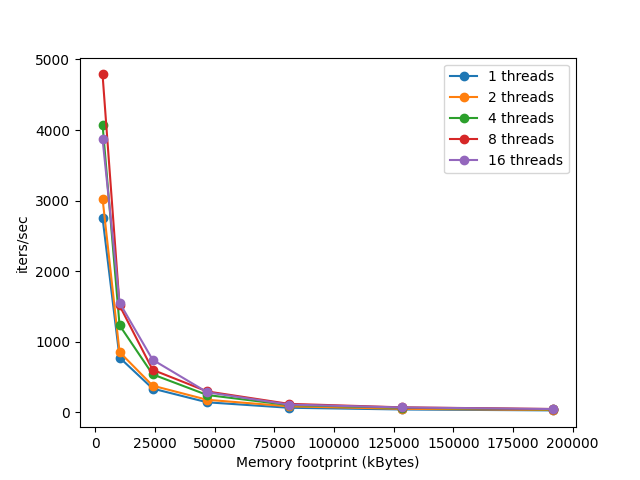 5000
4000
3000
2000
1000
0
iters/sec
1 threads
2 threads
4 threads
8 threads
16 threads
0 25000 50000 75000 100000 125000 150000 175000 200000
Memory footprint (kBytes)